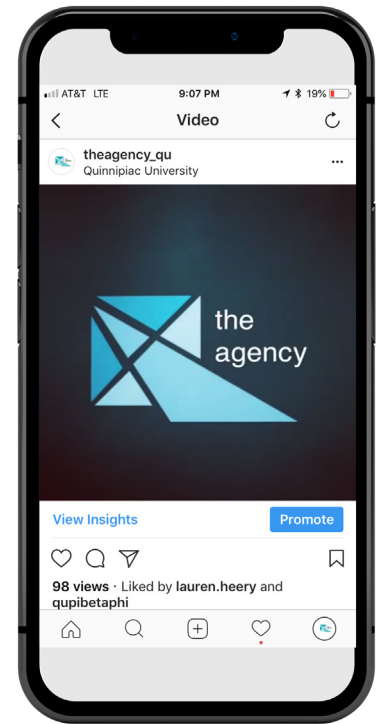 AT&T LTE 9:07 PM 19%
Video
theagency_qu
Quinnipiac University
the
agency
View Insights Promote
98 views · Liked by lauren.heery and
qupibetaphi